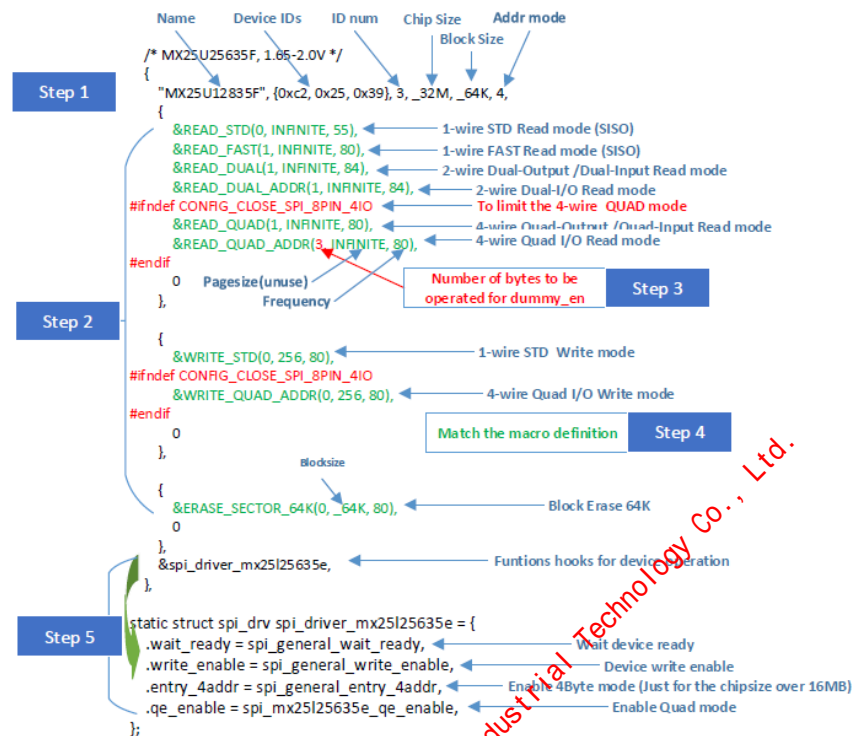 Name Device IDs ID num Chip Size Addr mode
Block Size
/* MX25U25635F, 1.65-2.0V */
{
Step 1
"MX25U12835F", {0xc2, 0x25, 0x39}, 3, _32M, _64K, 4,
{
&READ_STD(0, INFINITE, 55), 1-wire STD Read mode (SISO)
&READ_FAST(1, INFINITE, 80), 1-wire FAST Read mode (SISO)
&READ_DUAL(1, INFINITE, 84), 2-wire Dual-Output /Dual-Input Read mode
&READ_DUAL_ADDR(1, INFINITE, 84), 2-wire Dual-I/O Read mode
#ifndef CONFIG_CLOSE_SPI_8PIN_4IO To limit the 4-wire QUAD mode
&READ_QUAD(1, INFINITE, 80), 4-wire Quad-Output /Quad-Input Read mode
&READ_QUAD_ADDR(3, INFINITE, 80), 4-wire Quad I/O Read mode
#endif
0 Pagesize(unuse)
Frequency
Number of bytes to be
operated for dummy_en
Step 3
},
Step 2
{
&WRITE_STD(0, 256, 80), 1-wire STD Write mode
#ifndef CONFIG_CLOSE_SPI_8PIN_4IO
&WRITE_QUAD_ADDR(0, 256, 80), 4-wire Quad I/O Write mode
#endif
0
Match the macro definition Step 4
},
Blocksize
{
&ERASE_SECTOR_64K(0, _64K, 80), Block Erase 64K
0
},
&spi_driver_mx25l25635e, Funtions hooks for device operation
},
Step 5
static struct spi_drv spi_driver_mx25l25635e = {
.wait_ready = spi_general_wait_ready, Wait device ready
.write_enable = spi_general_write_enable, Device write enable
.entry_4addr = spi_general_entry_4addr, Enable 4Byte mode (Just for the chipsize over 16MB)
.qe_enable = spi_mx25l25635e_qe_enable, Enable Quad mode
};
Technology Co., Ltd.